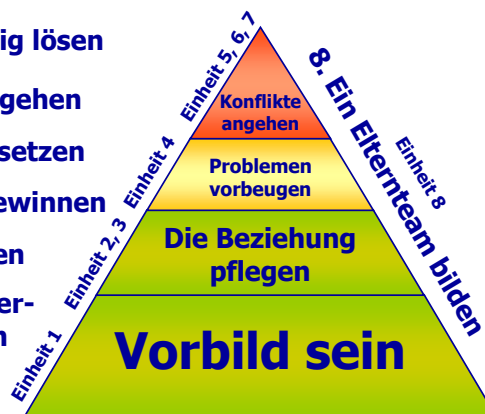 ig lösen
gehen
setzen
ewinnen
en
er-
n
Einheit 5, 6, 7
Konflikte
angehen
Einheit 4
Problemen
vorbeugen
Einheit 2, 3
Die Beziehung
pflegen
Einheit 1
Vorbild sein
8. Ein Elternteam bilden
Einheit 8